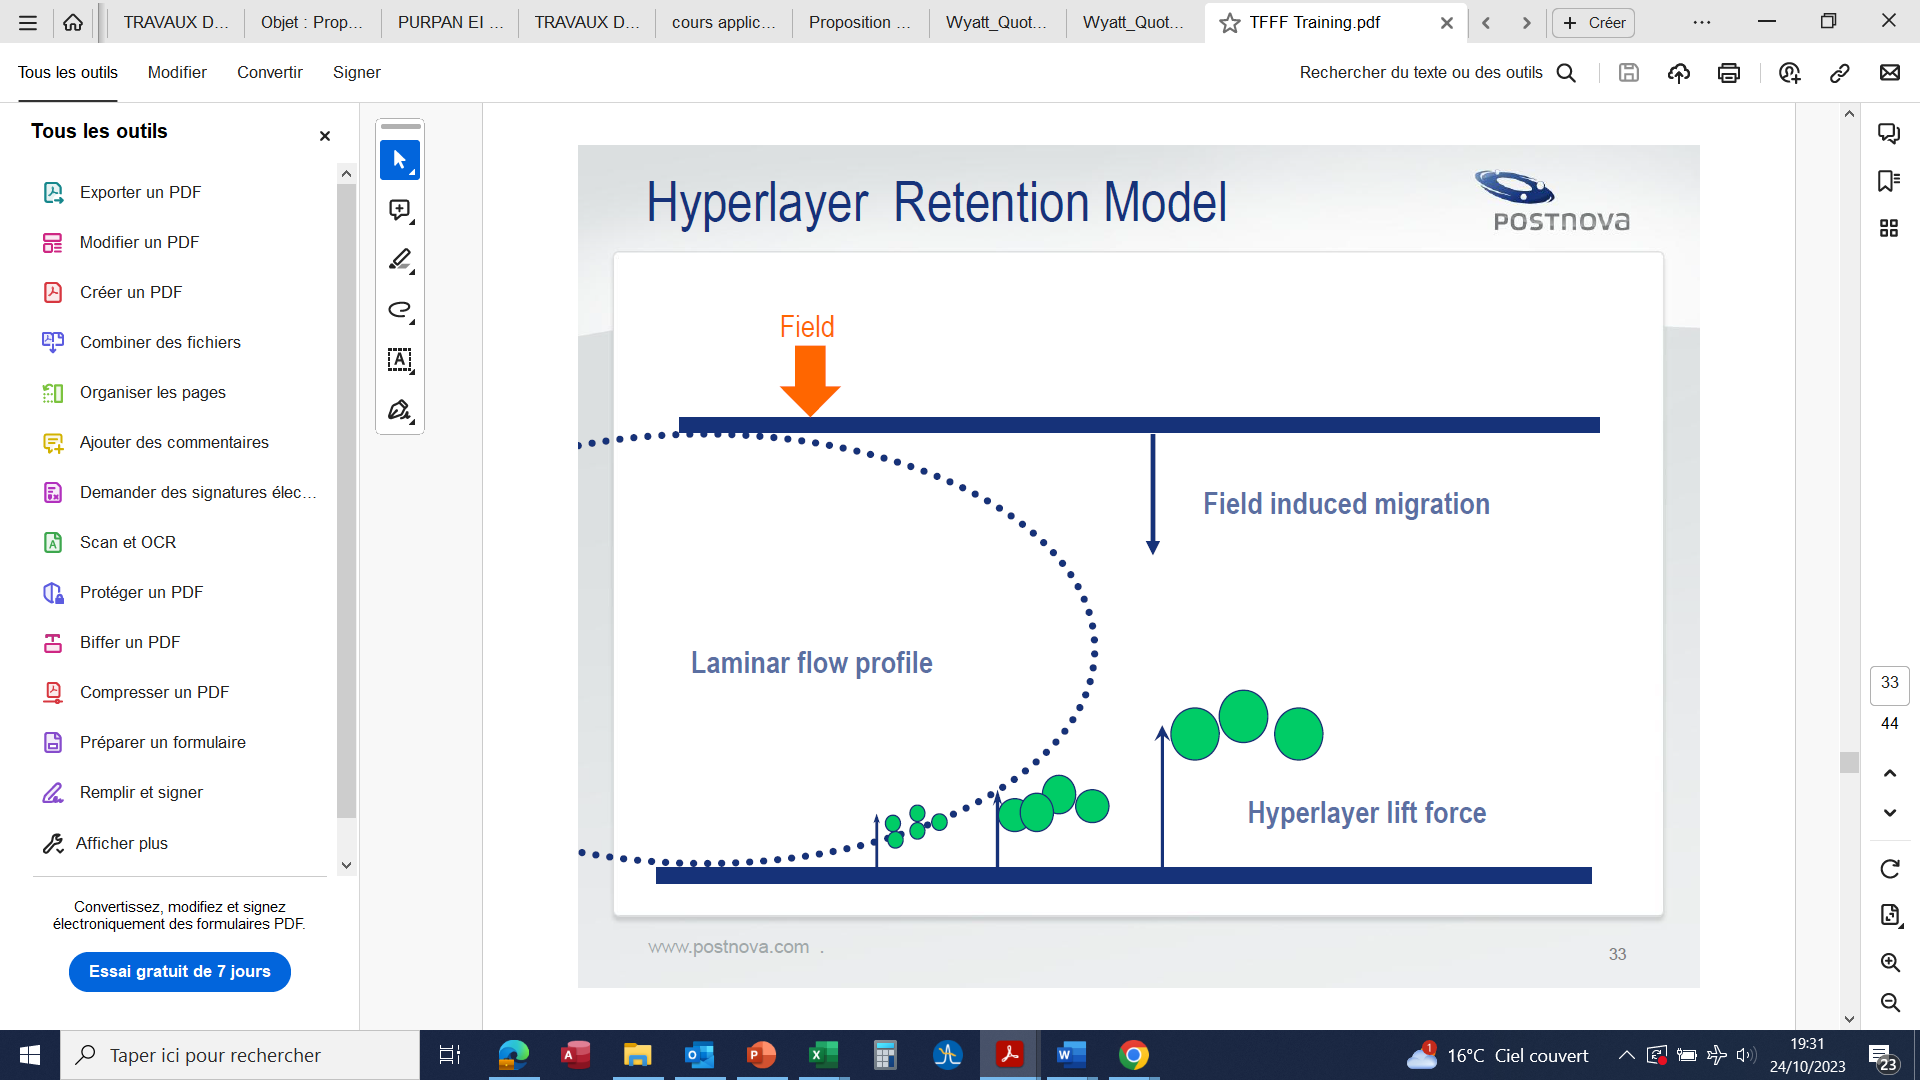 TRAVAUX D...
Objet : Prop...
PURPAN EI ...
TRAVAUX D...
cours applic...
Proposition ...
Wyatt_Quot...
Wyatt_Quot...
TFFF Training.pdf
Créer
Tous les outils
Modifier
Convertir
Signer
Rechercher du texte ou des outils
Tous les outils
Exporter un PDF
Modifier un PDF
Créer un PDF
Combiner des fichiers
Organiser les pages
Ajouter des commentaires
Demander des signatures élec...
Scan et OCR
Protéger un PDF
Biffer un PDF
Compresser un PDF
Préparer un formulaire
Remplir et signer
Afficher plus
Convertissez, modifiez et signez
électroniquement des formulaires PDF.
Essai gratuit de 7 jours
Hyperlayer Retention Model
POSTNOVA
Field
Field induced migration
Laminar flow profile
Hyperlayer lift force
www.postnova.com .
33
33
44
Taper ici pour rechercher
1
16°C Ciel couvert
19:31
24/10/2023
23